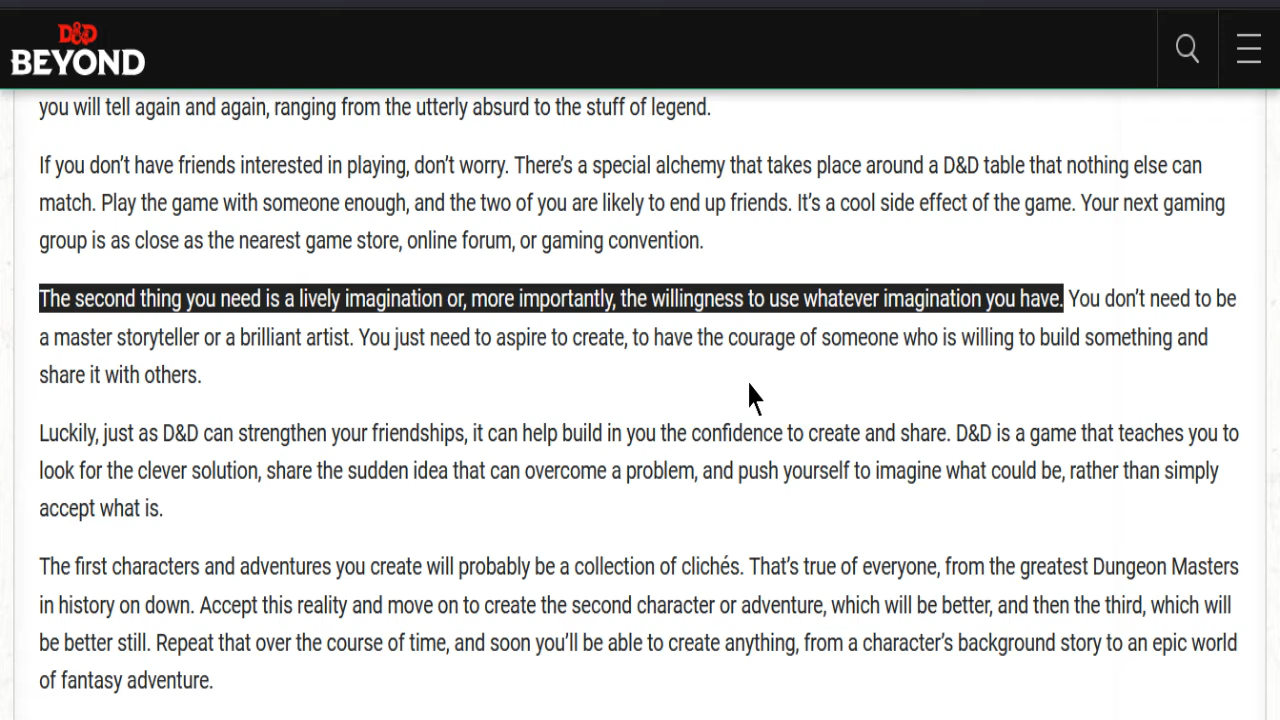 D&D
BEYOND
you will tell again and again, ranging from the utterly absurd to the stuff of legend.
If you don’t have friends interested in playing, don’t worry. There’s a special alchemy that takes place around a D&D table that nothing else can
match. Play the game with someone enough, and the two of you are likely to end up friends. It’s a cool side effect of the game. Your next gaming
group is as close as the nearest game store, online forum, or gaming convention.
The second thing you need is a lively imagination or, more importantly, the willingness to use whatever imagination you have. You don’t need to be
a master storyteller or a brilliant artist. You just need to aspire to create, to have the courage of someone who is willing to build something and
share it with others.
Luckily, just as D&D can strengthen your friendships, it can help build in you the confidence to create and share. D&D is a game that teaches you to
look for the clever solution, share the sudden idea that can overcome a problem, and push yourself to imagine what could be, rather than simply
accept what is.
The first characters and adventures you create will probably be a collection of clichés. That’s true of everyone, from the greatest Dungeon Masters
in history on down. Accept this reality and move on to create the second character or adventure, which will be better, and then the third, which will
be better still. Repeat that over the course of time, and soon you’ll be able to create anything, from a character’s background story to an epic world
of fantasy adventure.